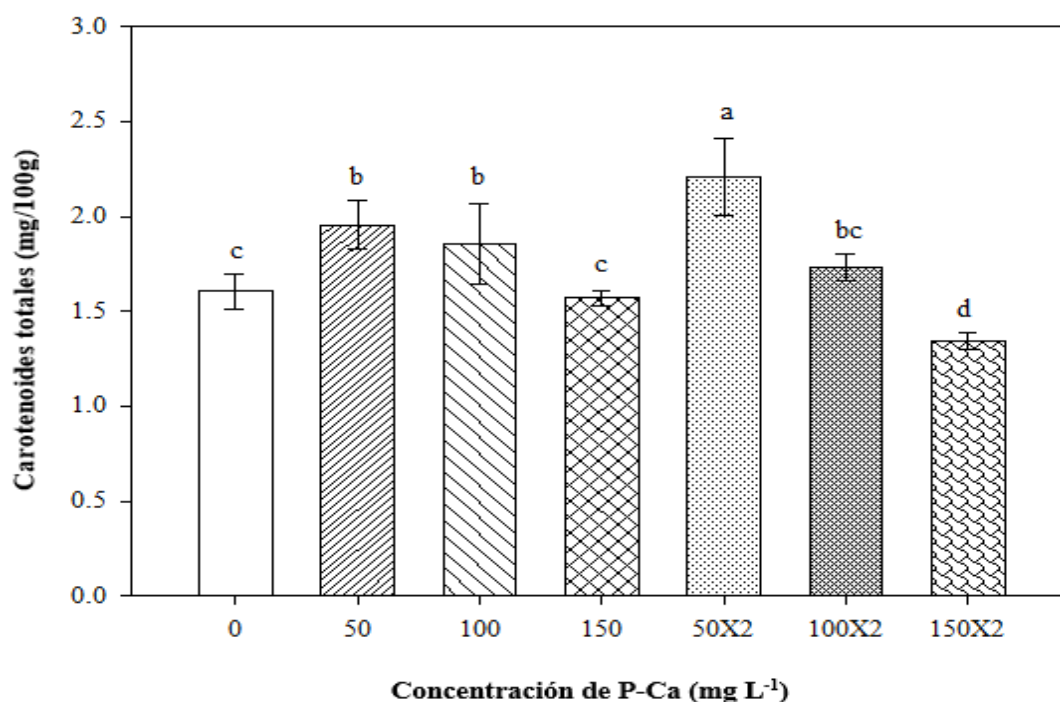 Carotenoides totales (mg/100g)
3.0
2.5
2.0
1.5
1.0
0.5
0.0
c
b
b
c
a
bc
d
0 50 100 150 50X2 100X2 150X2
Concentración de P-Ca (mg L⁻¹)